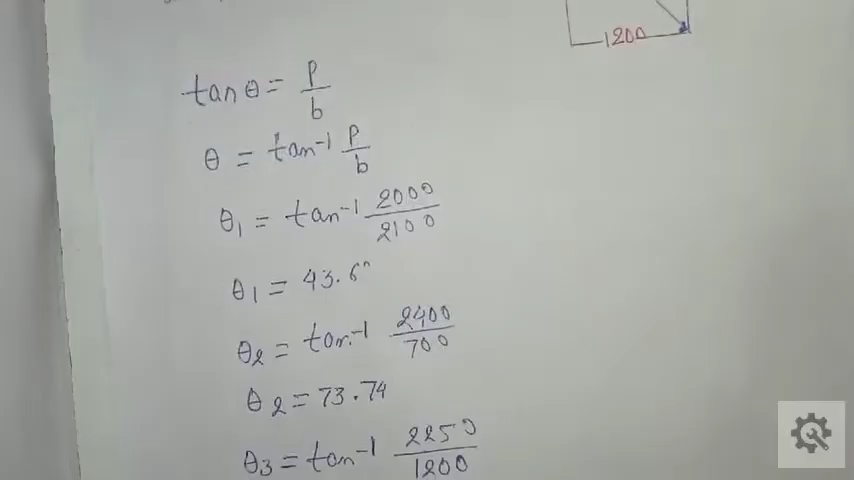 1200
tan θ = P/b
θ = tan⁻¹ P/b
θ₁ = tan⁻¹ 2000/2100
θ₁ = 43.6°
θ₂ = tan⁻¹ 2400/700
θ₂ = 73.74
θ₃ = tan⁻¹ 2250/1200